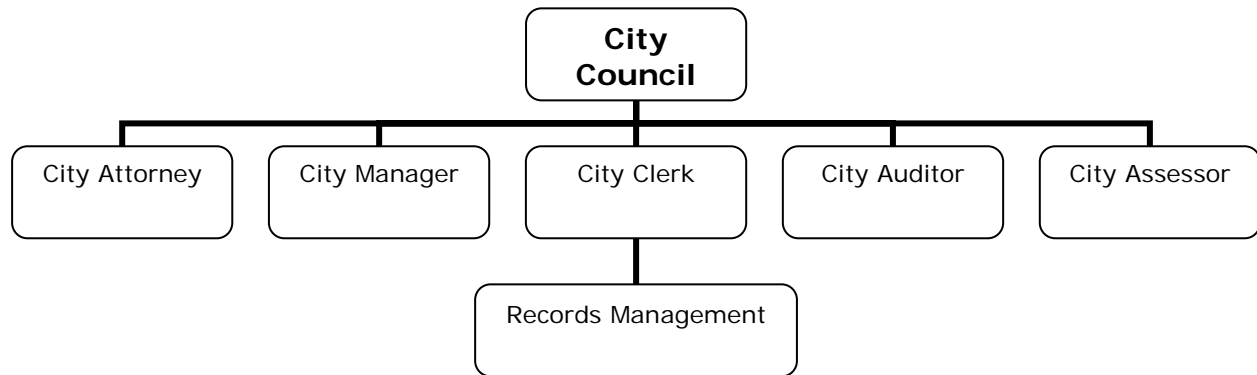 City
Council
City Attorney
City Manager
City Clerk
City Auditor
City Assessor
Records Management